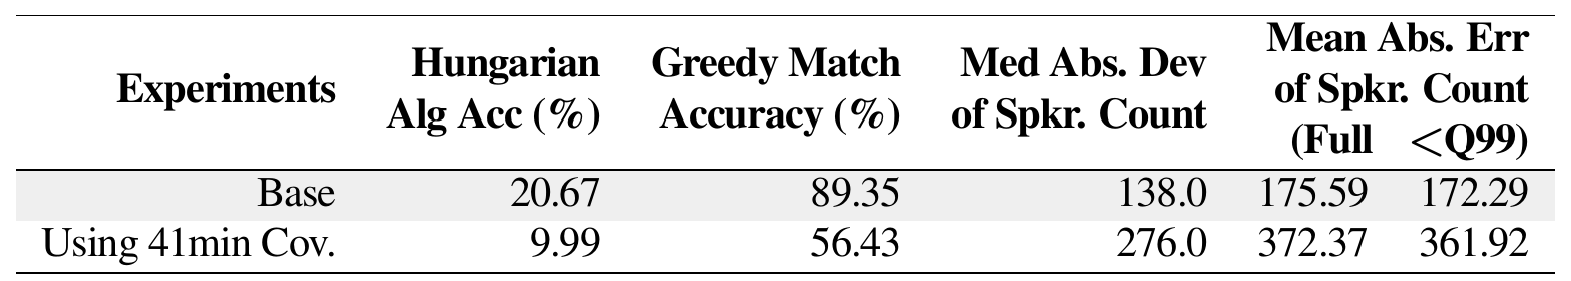 Experiments Hungarian Alg Acc (%) Greedy Match Accuracy (%) Med Abs. Dev of Spkr. Count Mean Abs. Err of Spkr. Count (Full <Q99)
Base 20.67 89.35 138.0 175.59 172.29
Using 41min Cov. 9.99 56.43 276.0 372.37 361.92